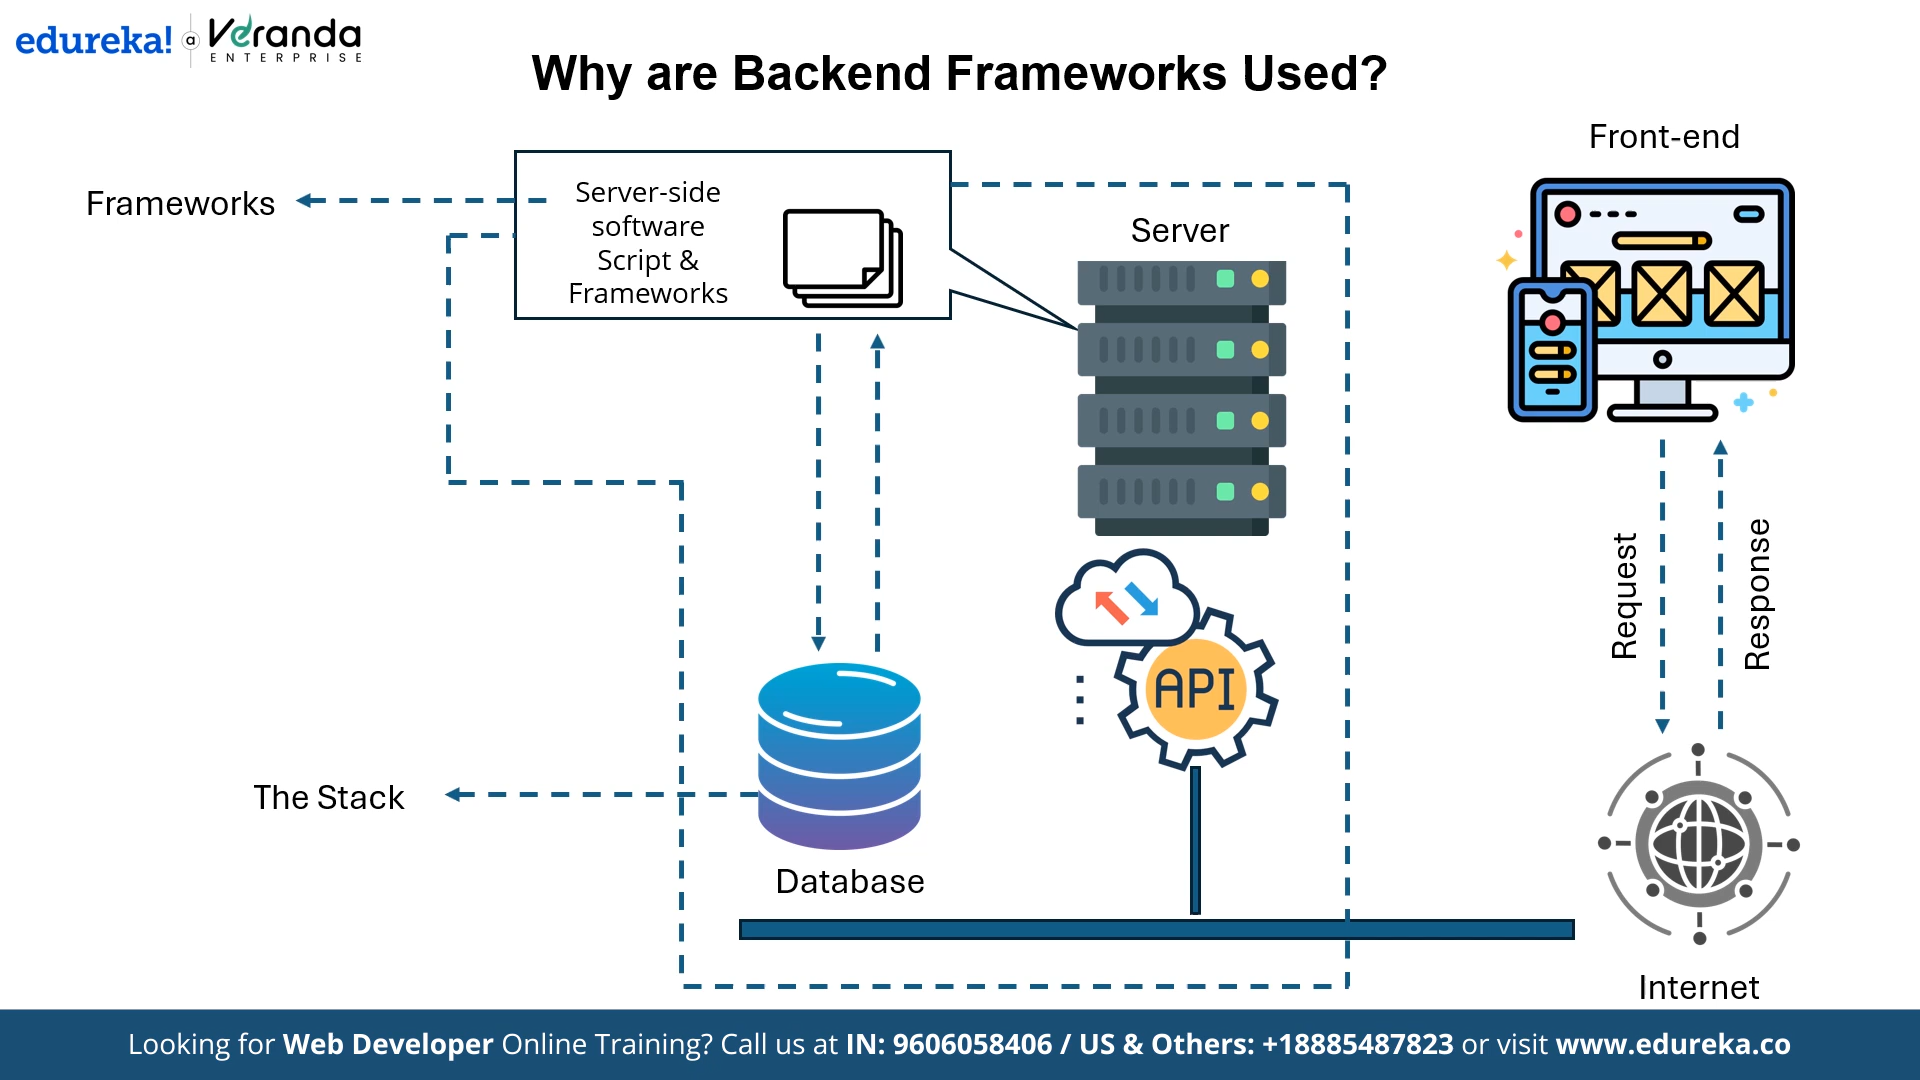 edureka! a Veranda
ENTERPRISE
Why are Backend Frameworks Used?
Front-end
Frameworks
Server-side
software
Script &
Frameworks
Server
Request
Response
API
The Stack
Database
Internet
Looking for Web Developer Online Training? Call us at IN: 9606058406 / US & Others: +18885487823 or visit www.edureka.co